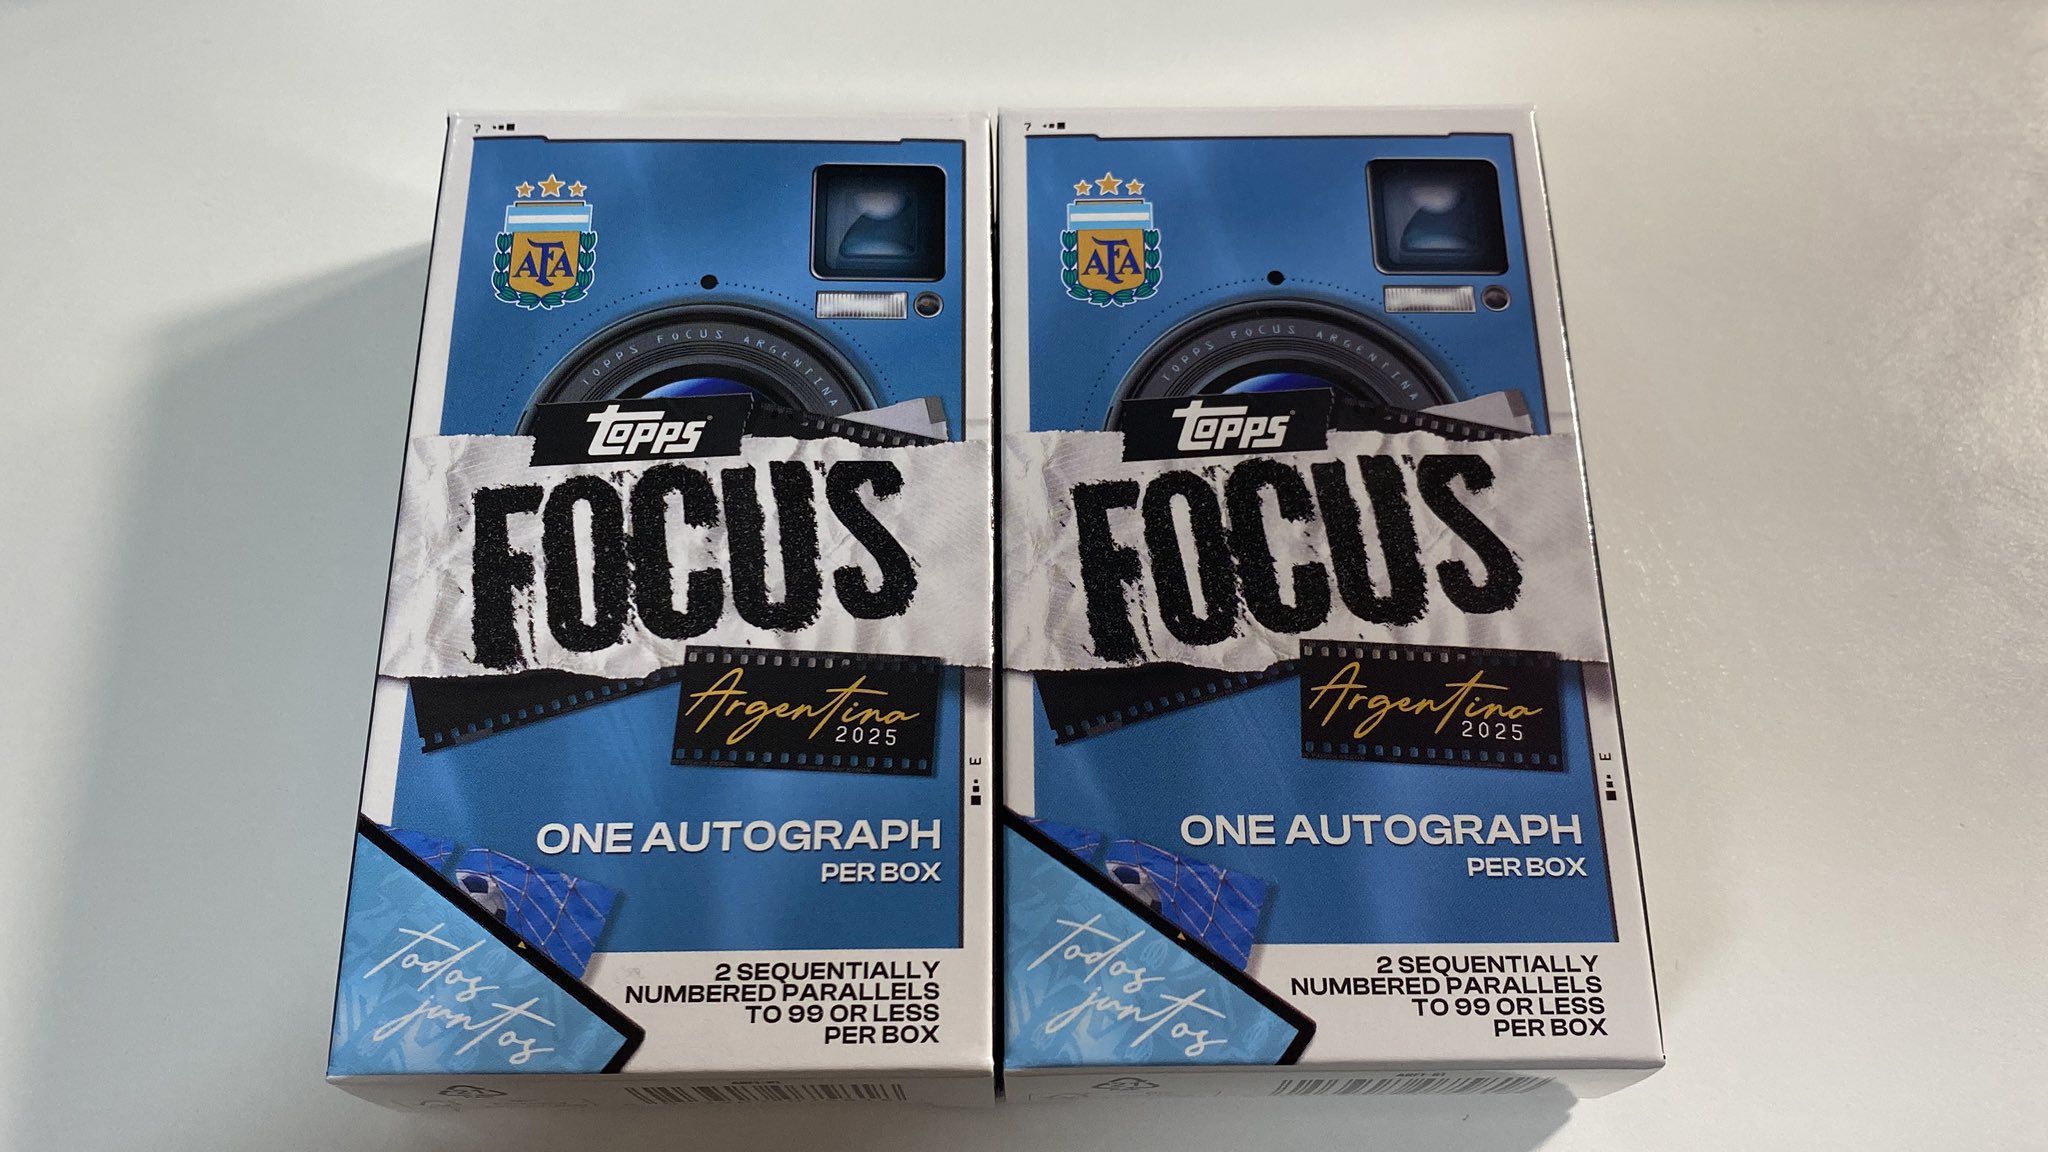 7
AFA
TOPPS FOCUS ARGENTINA
Topps
FOCUS
Argentina
2025
E
ONE AUTOGRAPH
PER BOX
todos
juntos
2 SEQUENTIALLY
NUMBERED PARALLELS
TO 99 OR LESS
PER BOX
7
AFA
TOPPS FOCUS ARGENTINA
Topps
FOCUS
Argentina
2025
E
ONE AUTOGRAPH
PER BOX
todos
juntos
2 SEQUENTIALLY
NUMBERED PARALLELS
TO 99 OR LESS
PER BOX